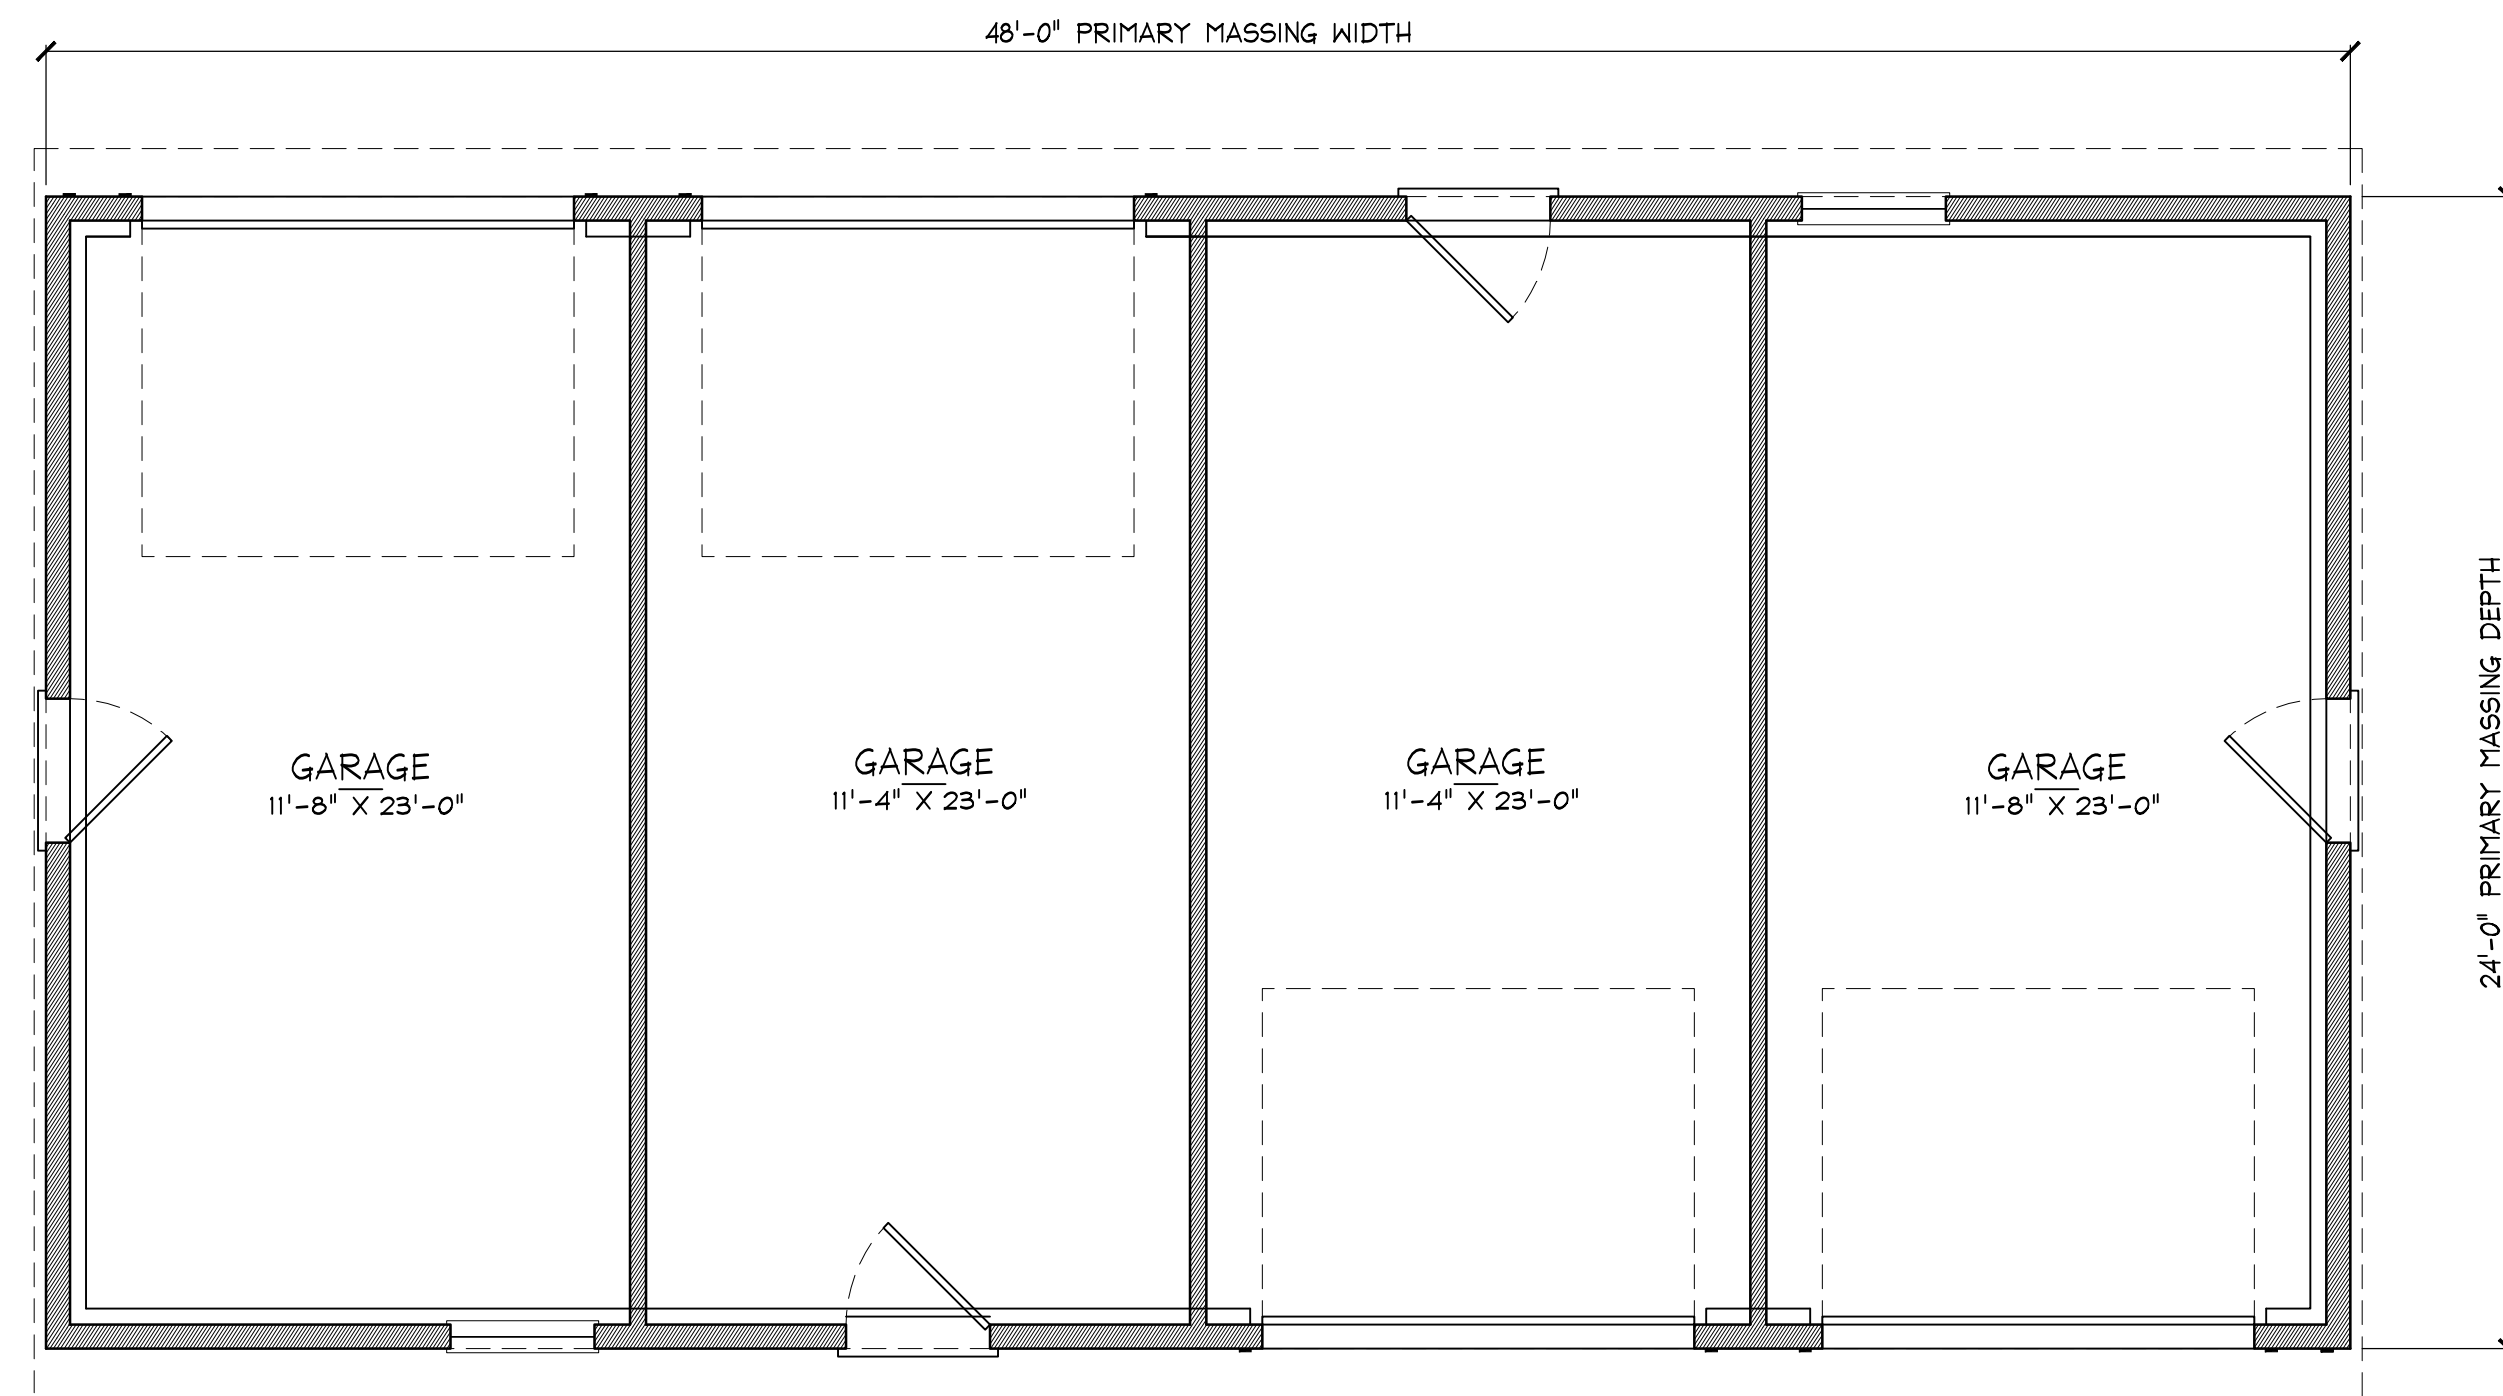 48'-0" PRIMARY MASSING WIDTH
GARAGE
11'-8" X 23'-0"
GARAGE
11'-4" X 23'-0"
GARAGE
11'-4" X 23'-0"
GARAGE
11'-8" X 23'-0"
24'-0" PRIMARY MASSING DEPTH